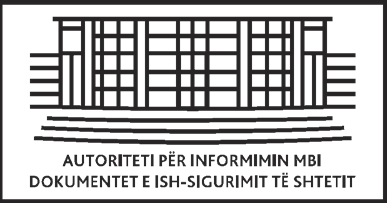 AUTORITETI PËR INFORMIMIN MBI
DOKUMENTET E ISH-SIGURIMIT TË SHTETIT